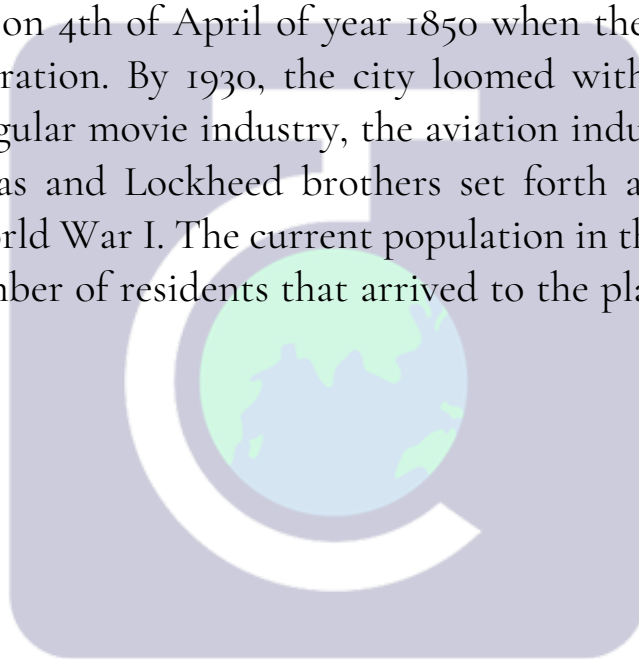 on 4th of April of year 1850 when the
ration. By 1930, the city loomed with
gular movie industry, the aviation indu
as and Lockheed brothers set forth a
rld War I. The current population in th
ber of residents that arrived to the pla